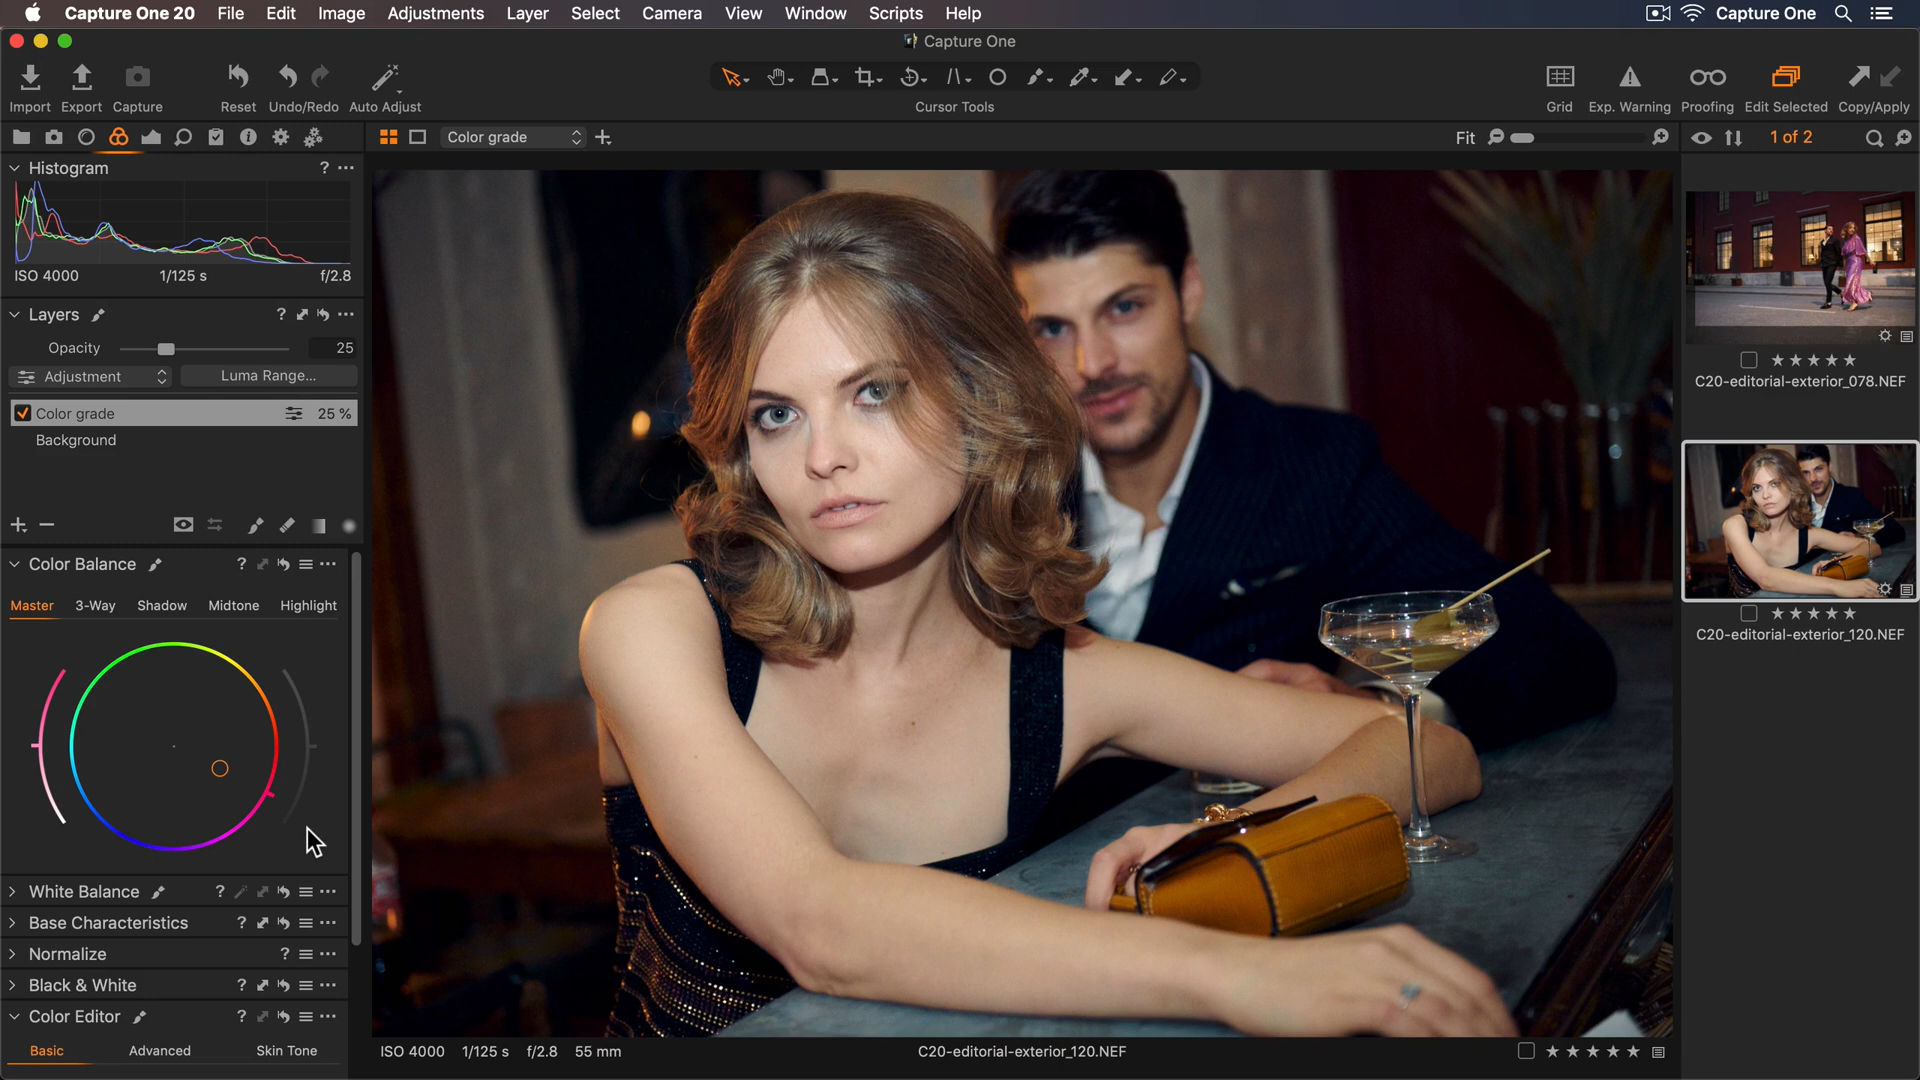 Capture One 20 File Edit Image Adjustments Layer Select Camera View Window Scripts Help Capture One
Capture One
Import Export Capture Reset Undo/Redo Auto Adjust Cursor Tools Grid Exp. Warning Proofing Edit Selected Copy/Apply
Color grade Fit 1 of 2
Histogram ?
ISO 4000 1/125 s f/2.8
Layers ?
Opacity 25
Adjustment Luma Range...
Color grade 25 %
Background
Color Balance ?
Master 3-Way Shadow Midtone Highlight
White Balance ?
Base Characteristics ?
Normalize ?
Black & White ?
Color Editor ?
Basic Advanced Skin Tone
ISO 4000 1/125 s f/2.8 55 mm C20-editorial-exterior_120.NEF
C20-editorial-exterior_078.NEF
C20-editorial-exterior_120.NEF